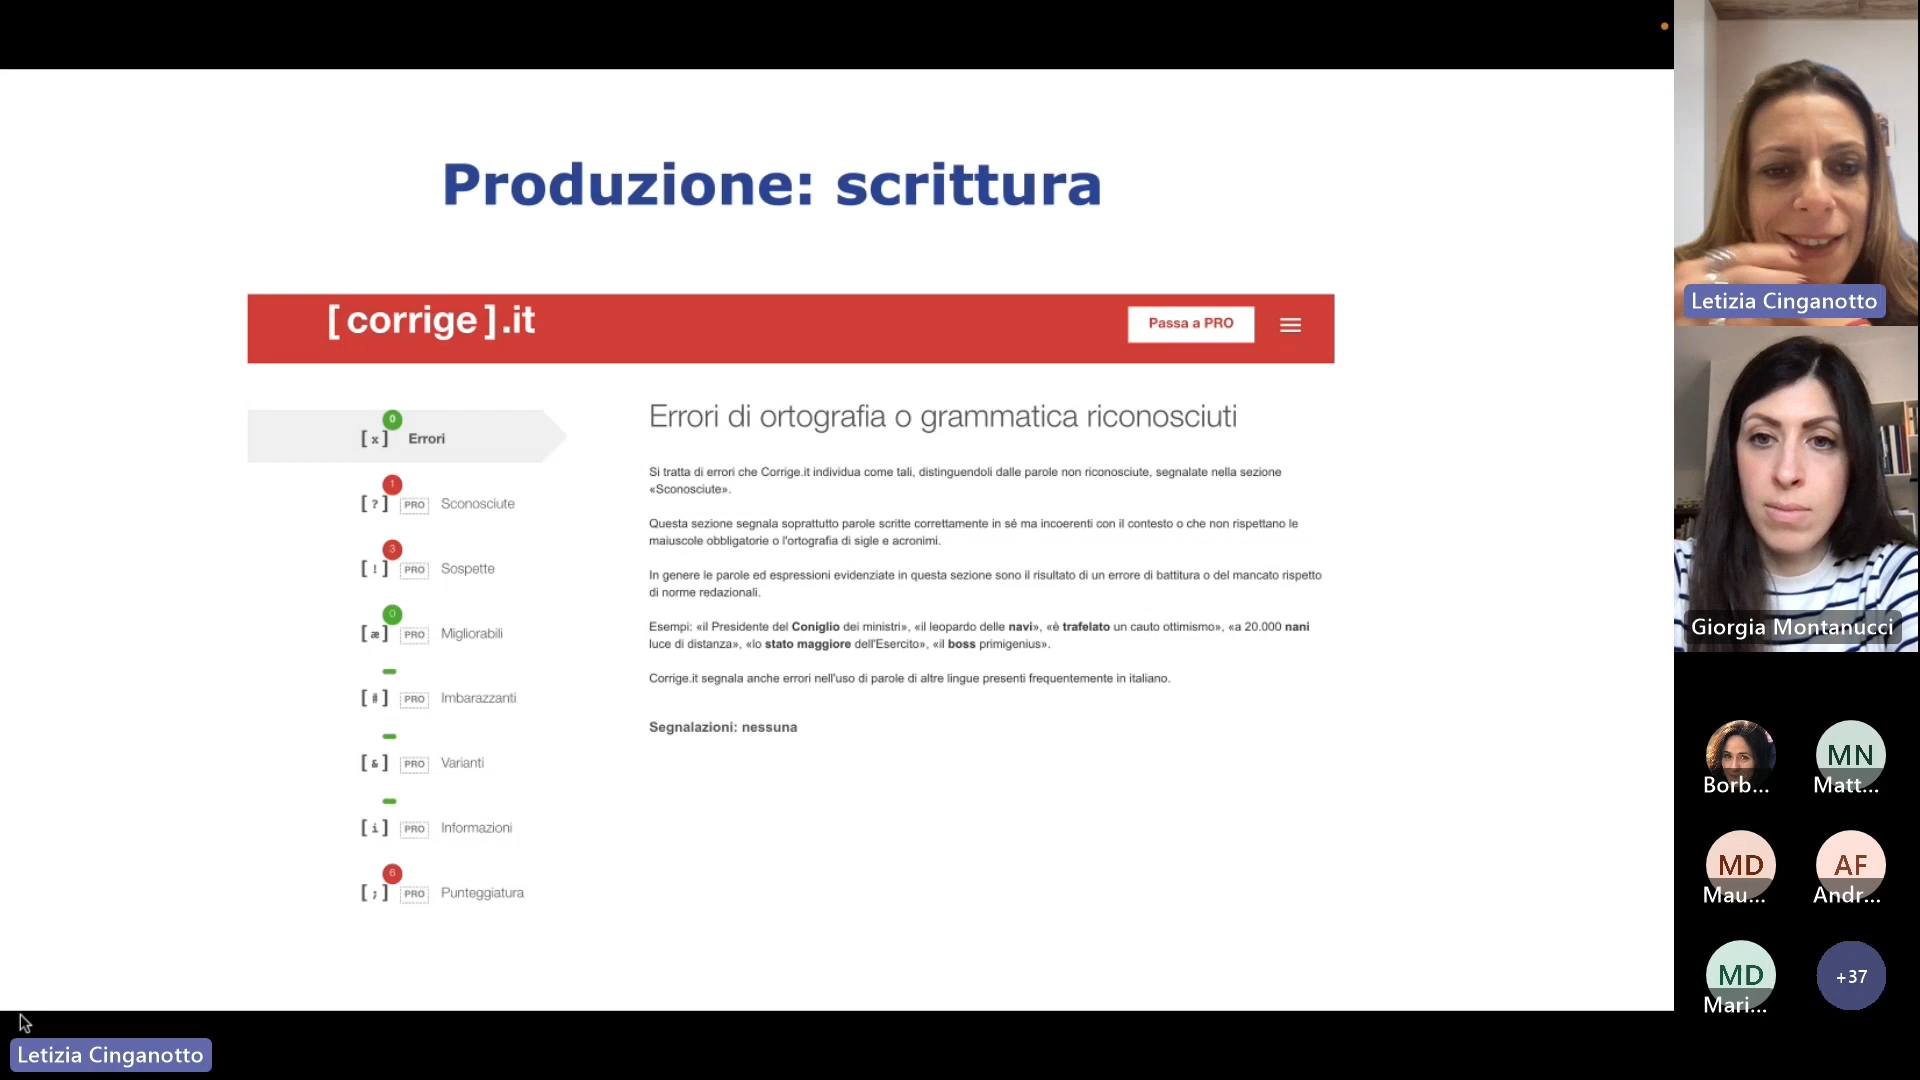 Produzione: scrittura
[ corrige ].it
Passa a PRO
0
[ x ] Errori
1
[ ? ] PRO Sconosciute
3
[ ! ] PRO Sospette
0
[ æ ] PRO Migliorabili
[ # ] PRO Imbarazzanti
[ & ] PRO Varianti
[ i ] PRO Informazioni
6
[ ; ] PRO Punteggiatura
Errori di ortografia o grammatica riconosciuti
Si tratta di errori che Corrige.it individua come tali, distinguendoli dalle parole non riconosciute, segnalate nella sezione
«Sconosciute».
Questa sezione segnala soprattutto parole scritte correttamente in sé ma incoerenti con il contesto o che non rispettano le
maiuscole obbligatorie o l'ortografia di sigle e acronimi.
In genere le parole ed espressioni evidenziate in questa sezione sono il risultato di un errore di battitura o del mancato rispetto
di norme redazionali.
Esempi: «il Presidente del Coniglio dei ministri», «il leopardo delle navi», «è trafelato un cauto ottimismo», «a 20.000 nani
luce di distanza», «lo stato maggiore dell'Esercito», «il boss primigenius».
Corrige.it segnala anche errori nell'uso di parole di altre lingue presenti frequentemente in italiano.
Segnalazioni: nessuna
Letizia Cinganotto
Letizia Cinganotto
Giorgia Montanucci
Borb...
MN
Matt...
MD
Mau...
AF
Andr...
MD
Mari...
+37